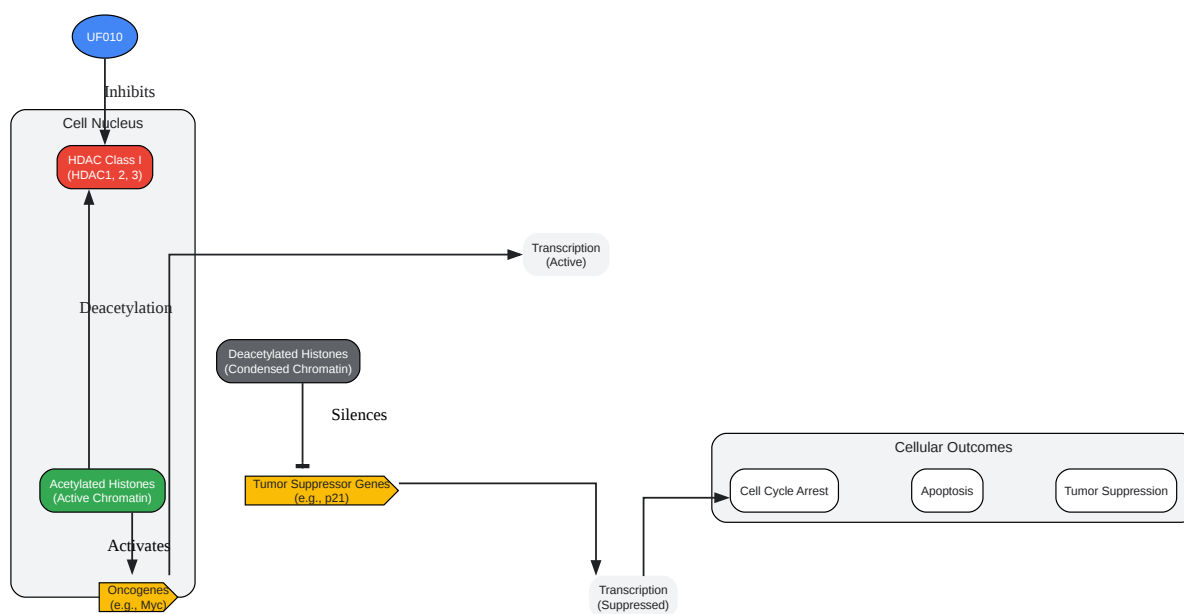 UF010
Inhibits
Cell Nucleus
HDAC Class I
(HDAC1, 2, 3)
Transcription
(Active)
Deacetylation
Deacetylated Histones
(Condensed Chromatin)
Silences
Cellular Outcomes
Acetylated Histones
(Active Chromatin)
Tumor Suppressor Genes
(e.g., p21)
Cell Cycle Arrest
Apoptosis
Tumor Suppression
Activates
Oncogenes
(e.g., Myc)
Transcription
(Suppressed)